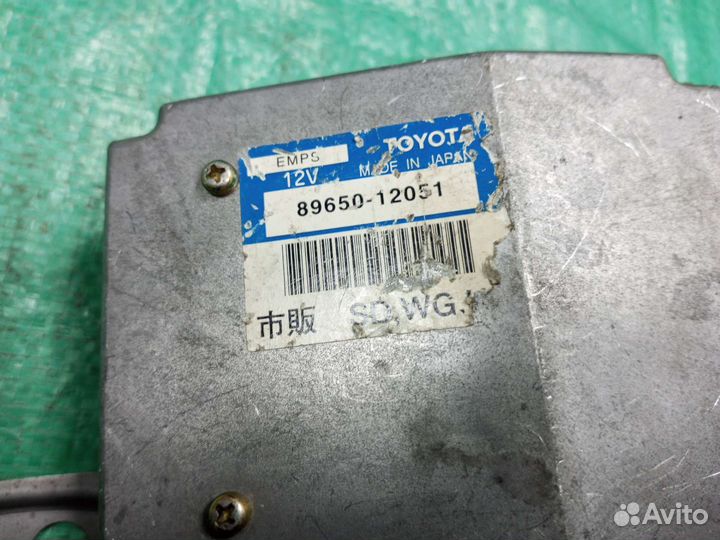 EMPS TOYOTA
12V MADE IN JAPAN
89650-12051
市販 SD,WG.
Avito